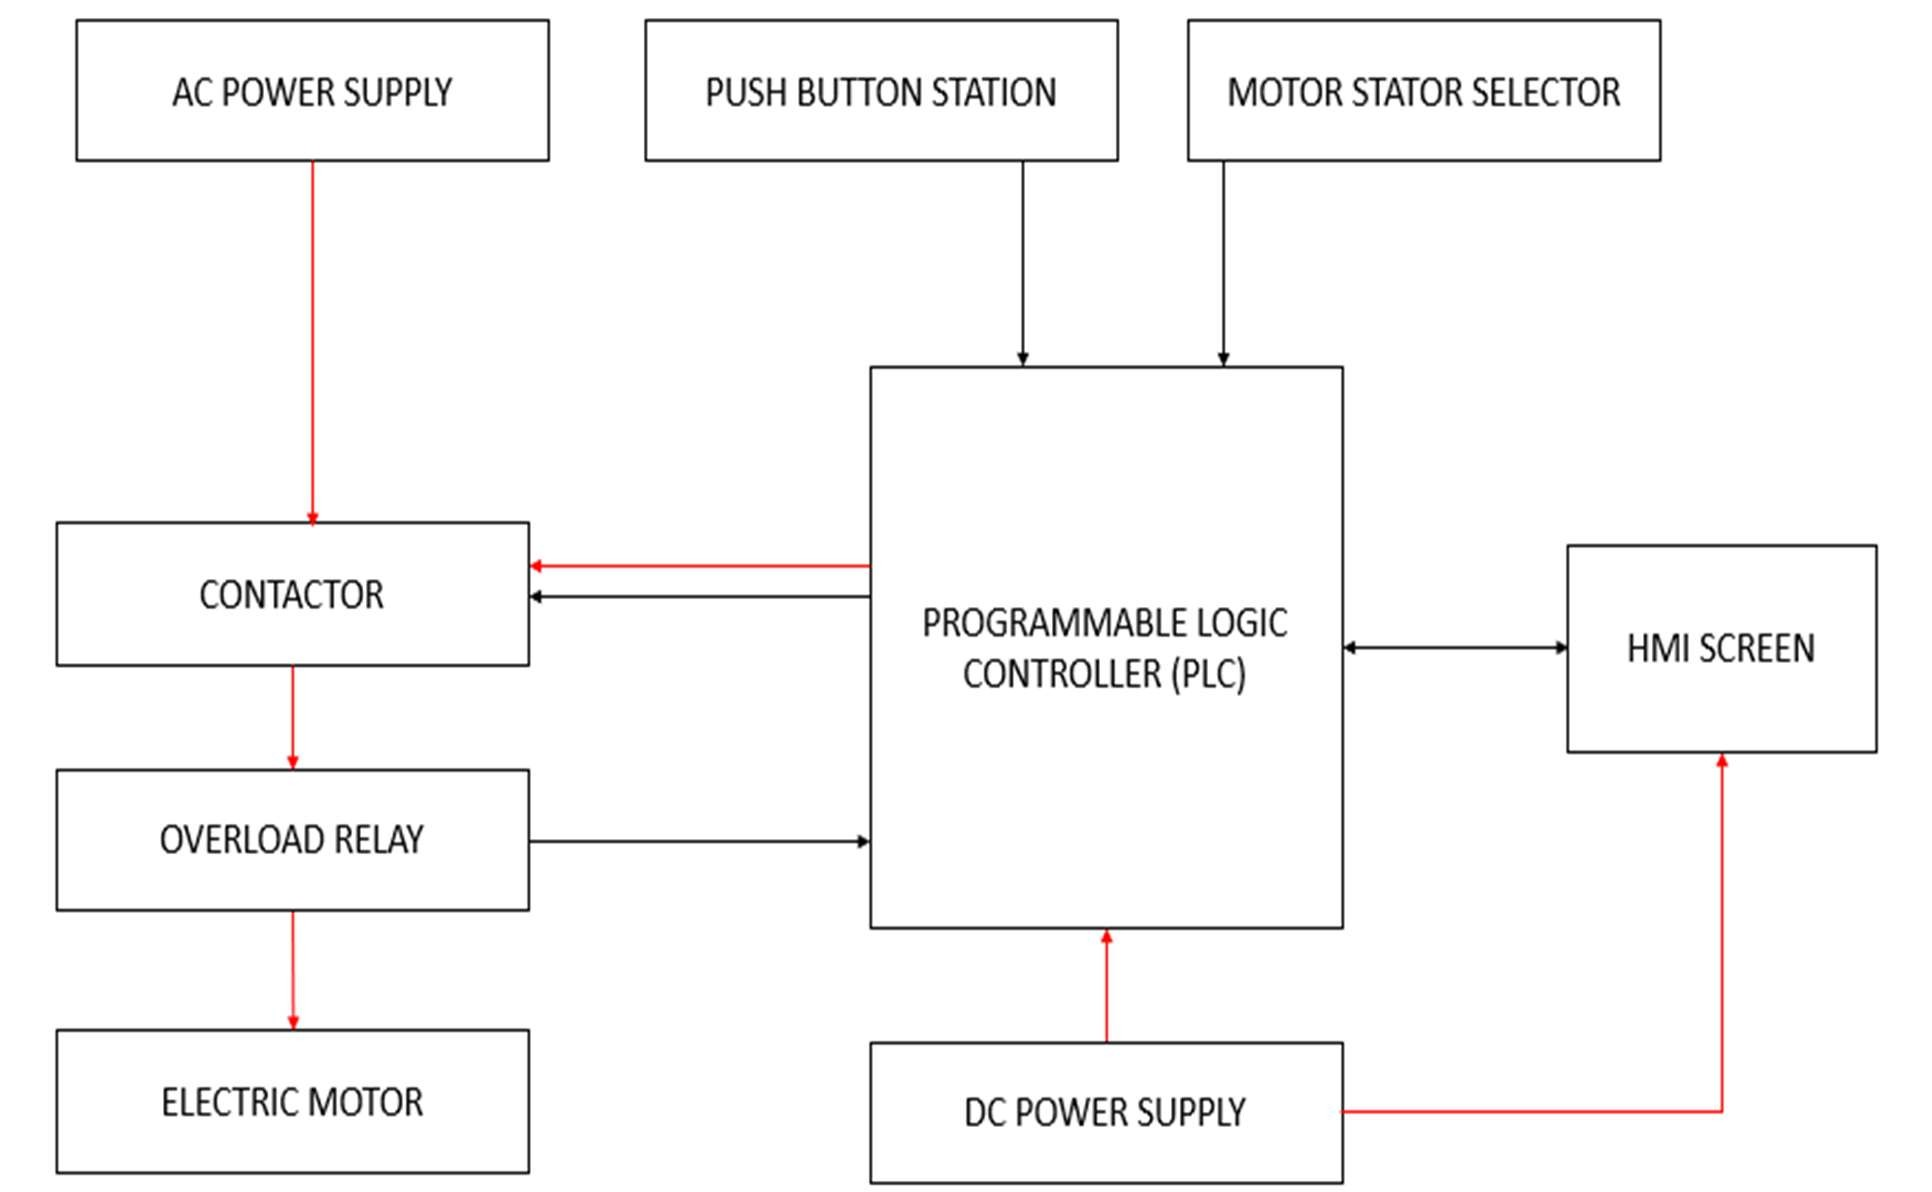 AC POWER SUPPLY
PUSH BUTTON STATION
MOTOR STATOR SELECTOR
CONTACTOR
PROGRAMMABLE LOGIC
CONTROLLER (PLC)
HMI SCREEN
OVERLOAD RELAY
ELECTRIC MOTOR
DC POWER SUPPLY